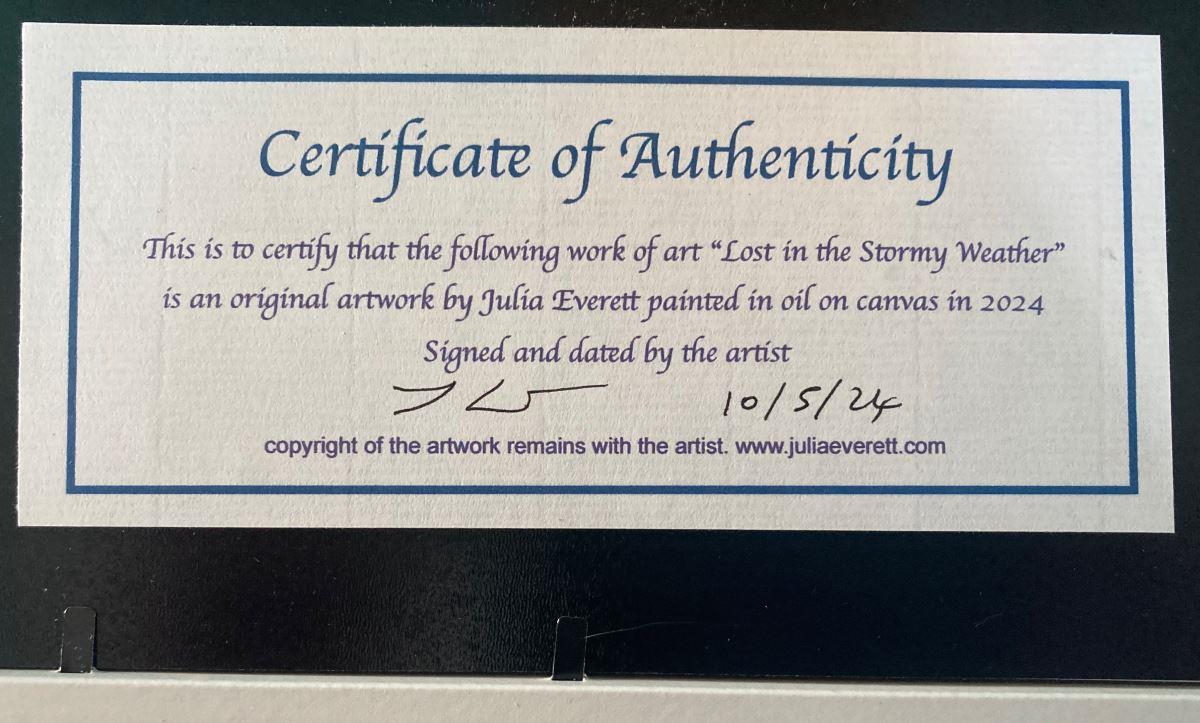 Certificate of Authenticity
This is to certify that the following work of art “Lost in the Stormy Weather”
is an original artwork by Julia Everett painted in oil on canvas in 2024
Signed and dated by the artist
10/5/24
copyright of the artwork remains with the artist. www.juliaeverett.com